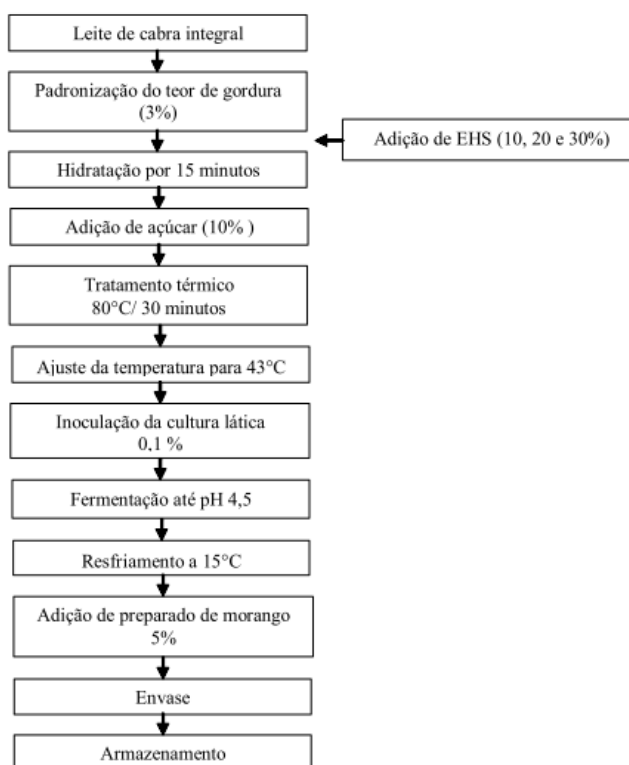 Leite de cabra integral
Padronização do teor de gordura
(3%)
Adição de EHS (10, 20 e 30%)
Hidratação por 15 minutos
Adição de açúcar (10% )
Tratamento térmico
80°C/ 30 minutos
Ajuste da temperatura para 43°C
Inoculação da cultura lática
0,1 %
Fermentação até pH 4,5
Resfriamento a 15°C
Adição de preparado de morango
5%
Envase
Armazenamento